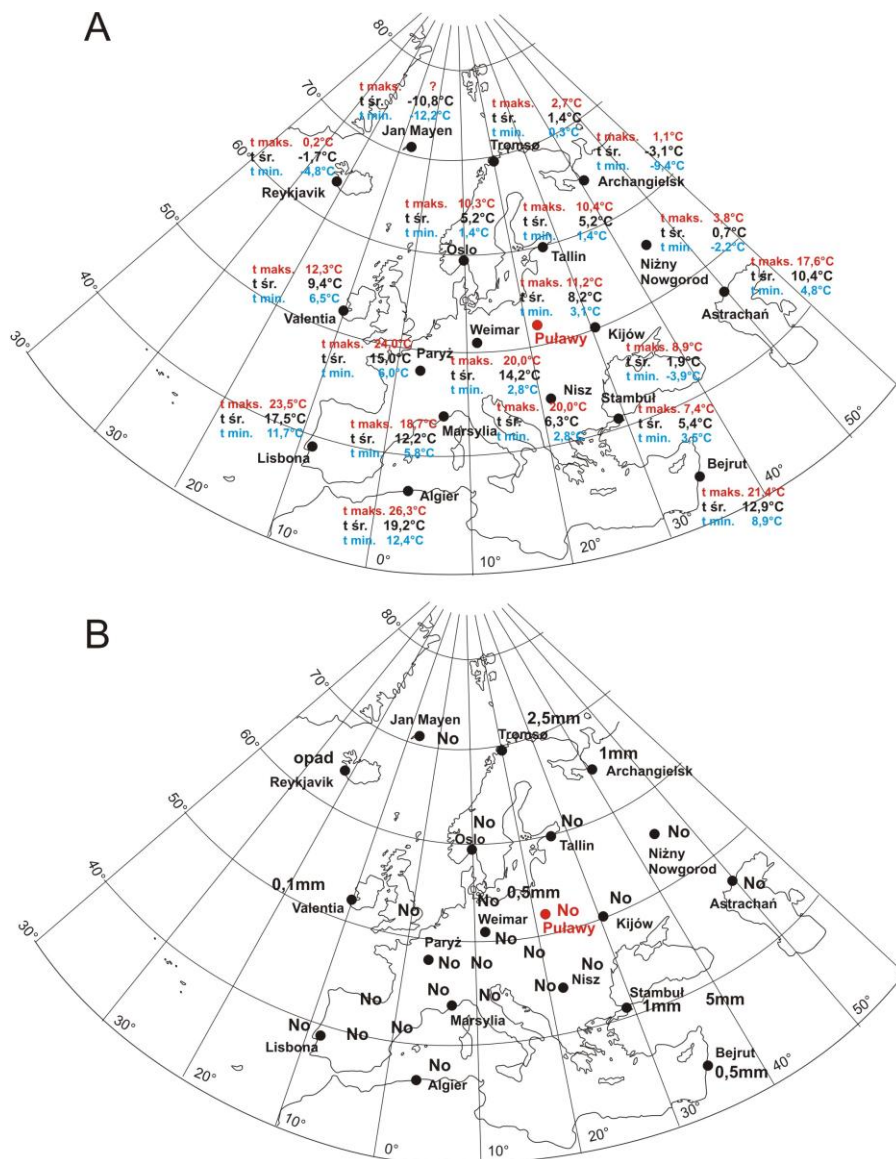 A
80°
70°
60°
50°
40°
30°
t maks. ?
t śr. -10,8°C
t min. -12,2°C
Jan Mayen
t maks. 2,7°C
t śr. 1,4°C
t min. 0,3°C
Tromsø
t maks. 1,1°C
t śr. -3,1°C
t min. -9,4°C
Archangielsk
t maks. 0,2°C
t śr. -1,7°C
t min. -4,8°C
Reykjavik
t maks. 10,3°C
t śr. 5,2°C
t min. 1,4°C
Oslo
t maks. 10,4°C
t śr. 5,2°C
t min. 1,4°C
Tallin
t maks. 3,8°C
t śr. 0,7°C
t min. -2,2°C
Niżny
Nowgorod
t maks. 17,6°C
t śr. 10,4°C
t min. 4,8°C
Astrachań
t maks. 12,3°C
t śr. 9,4°C
t min. 6,5°C
Valentia
t maks. 11,2°C
t śr. 8,2°C
t min. 3,1°C
Puławy
Weimar
Kijów
t maks. 24,0°C
t śr. 15,0°C
t min. 6,0°C
Paryż
t maks. 20,0°C
t śr. 14,2°C
t min. 2,8°C
t maks. 8,9°C
t śr. 1,9°C
t min. -3,9°C
Nisz
Stambuł
t maks. 23,5°C
t śr. 17,5°C
t min. 11,7°C
Lisbona
t maks. 18,7°C
t śr. 12,2°C
t min. 5,8°C
Marsylia
t maks. 20,0°C
t śr. 6,3°C
t min. 2,8°C
t maks. 7,4°C
t śr. 5,4°C
t min. 3,5°C
Bejrut
t maks. 21,4°C
t śr. 12,9°C
t min. 8,9°C
Algier
t maks. 26,3°C
t śr. 19,2°C
t min. 12,4°C
30°
20°
10°
0°
10°
20°
30°
40°
50°
B
80°
70°
60°
50°
40°
30°
Jan Mayen
No
2,5mm
Tromsø
opad
Reykjavik
1mm
Archangielsk
No
Oslo
No
Tallin
No
Niżny
Nowgorod
0,1mm
Valentia
No
No
0,5mm
Weimar
No
No
Puławy
No
Kijów
No
Astrachań
Paryż
No
No
No
No
No
Nisz
No
No
No
No
Marsylia
Stambuł
1mm
5mm
No
Lisbona
No
No
Bejrut
0,5mm
No
Algier
30°
20°
10°
0°
10°
20°
30°
40°
50°